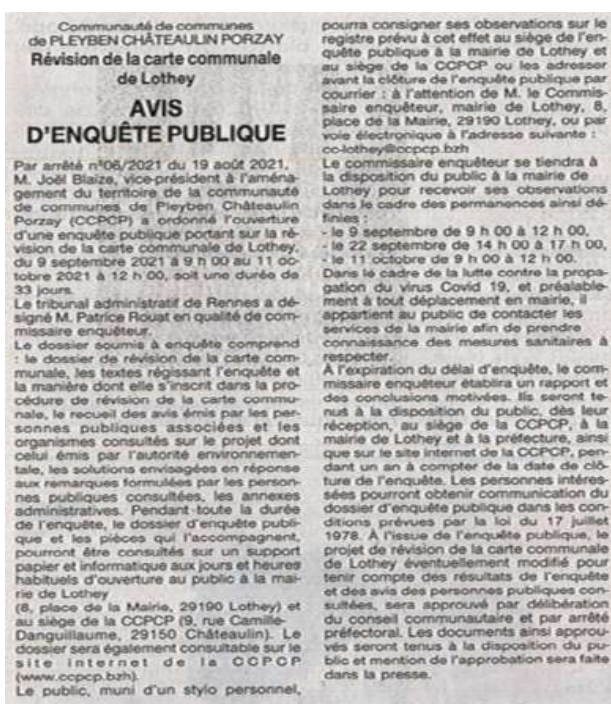 Communauté de communes
de PLEYBEN CHÂTEAULIN PORZAY
Révision de la carte communale
de Lothey
AVIS
D'ENQUÊTE PUBLIQUE
Par arrêté n°06/2021 du 19 août 2021,
M. Joël Blaize, vice-président à l'aména-
gement du territoire de la communauté
de communes de Pleyben Châteaulin
Porzay (CCPCP) a ordonné l'ouverture
d'une enquête publique portant sur la ré-
vision de la carte communale de Lothey,
du 9 septembre 2021 à 9 h 00 au 11 oc-
tobre 2021 à 12 h 00, soit une durée de
33 jours.
Le tribunal administratif de Rennes a dé-
signé M. Patrice Rouat en qualité de com-
missaire enquêteur.
Le dossier soumis à enquête comprend
: le dossier de révision de la carte com-
munale, les textes régissant l'enquête et
la manière dont elle s'inscrit dans la pro-
cédure de révision de la carte commu-
nale, le recueil des avis émis par les per-
sonnes publiques associées et les
organismes consultés sur le projet dont
celui émis par l'autorité environnemen-
tale, les solutions envisagées en réponse
aux remarques formulées par les person-
nes publiques consultées, les annexes
administratives. Pendant toute la durée
de l'enquête, le dossier d'enquête publi-
que et les pièces qui l'accompagnent,
pourront être consultés sur un support
papier et informatique aux jours et heures
habituels d'ouverture au public à la mai-
rie de Lothey
(8, place de la Mairie, 29190 Lothey) et
au siège de la CCPCP (9, rue Camille-
Danguillaume, 29150 Châteaulin). Le
dossier sera également consultable sur le
site internet de la CCPCP
(www.ccpcp.bzh).
Le public, muni d'un stylo personnel,
pourra consigner ses observations sur le
registre prévu à cet effet au siège de l'en-
quête publique à la mairie de Lothey et
au siège de la CCPCP ou les adresser
avant la clôture de l'enquête publique par
courrier : à l'attention de M. le Commis-
saire enquêteur, mairie de Lothey, 8,
place de la Mairie, 29190 Lothey, ou par
voie électronique à l'adresse suivante :
cc-lothey@ccpcp.bzh
Le commissaire enquêteur se tiendra à
la disposition du public à la mairie de
Lothey pour recevoir ses observations
dans le cadre des permanences ainsi dé-
finies :
- le 9 septembre de 9 h 00 à 12 h 00,
- le 22 septembre de 14 h 00 à 17 h 00,
- le 11 octobre de 9 h 00 à 12 h 00.
Dans le cadre de la lutte contre la propa-
gation du virus Covid 19, et préalable-
ment à tout déplacement en mairie, il
appartient au public de contacter les
services de la mairie afin de prendre
connaissance des mesures sanitaires à
respecter.
À l'expiration du délai d'enquête, le com-
missaire enquêteur établira un rapport et
des conclusions motivées. Ils seront te-
nus à la disposition du public, dès leur
réception, au siège de la CCPCP, à la
mairie de Lothey et à la préfecture, ainsi
que sur le site internet de la CCPCP, pen-
dant un an à compter de la date de clô-
ture de l'enquête. Les personnes intéres-
sées pourront obtenir communication du
dossier d'enquête publique dans les con-
ditions prévues par la loi du 17 juillet
1978. À l'issue de l'enquête publique, le
projet de révision de la carte communale
de Lothey éventuellement modifié pour
tenir compte des résultats de l'enquête
et des avis des personnes publiques con-
sultées, sera approuvé par délibération
du conseil communautaire et par arrêté
préfectoral. Les documents ainsi approu-
vés seront tenus à la disposition du pu-
blic et mention de l'approbation sera faite
dans la presse.